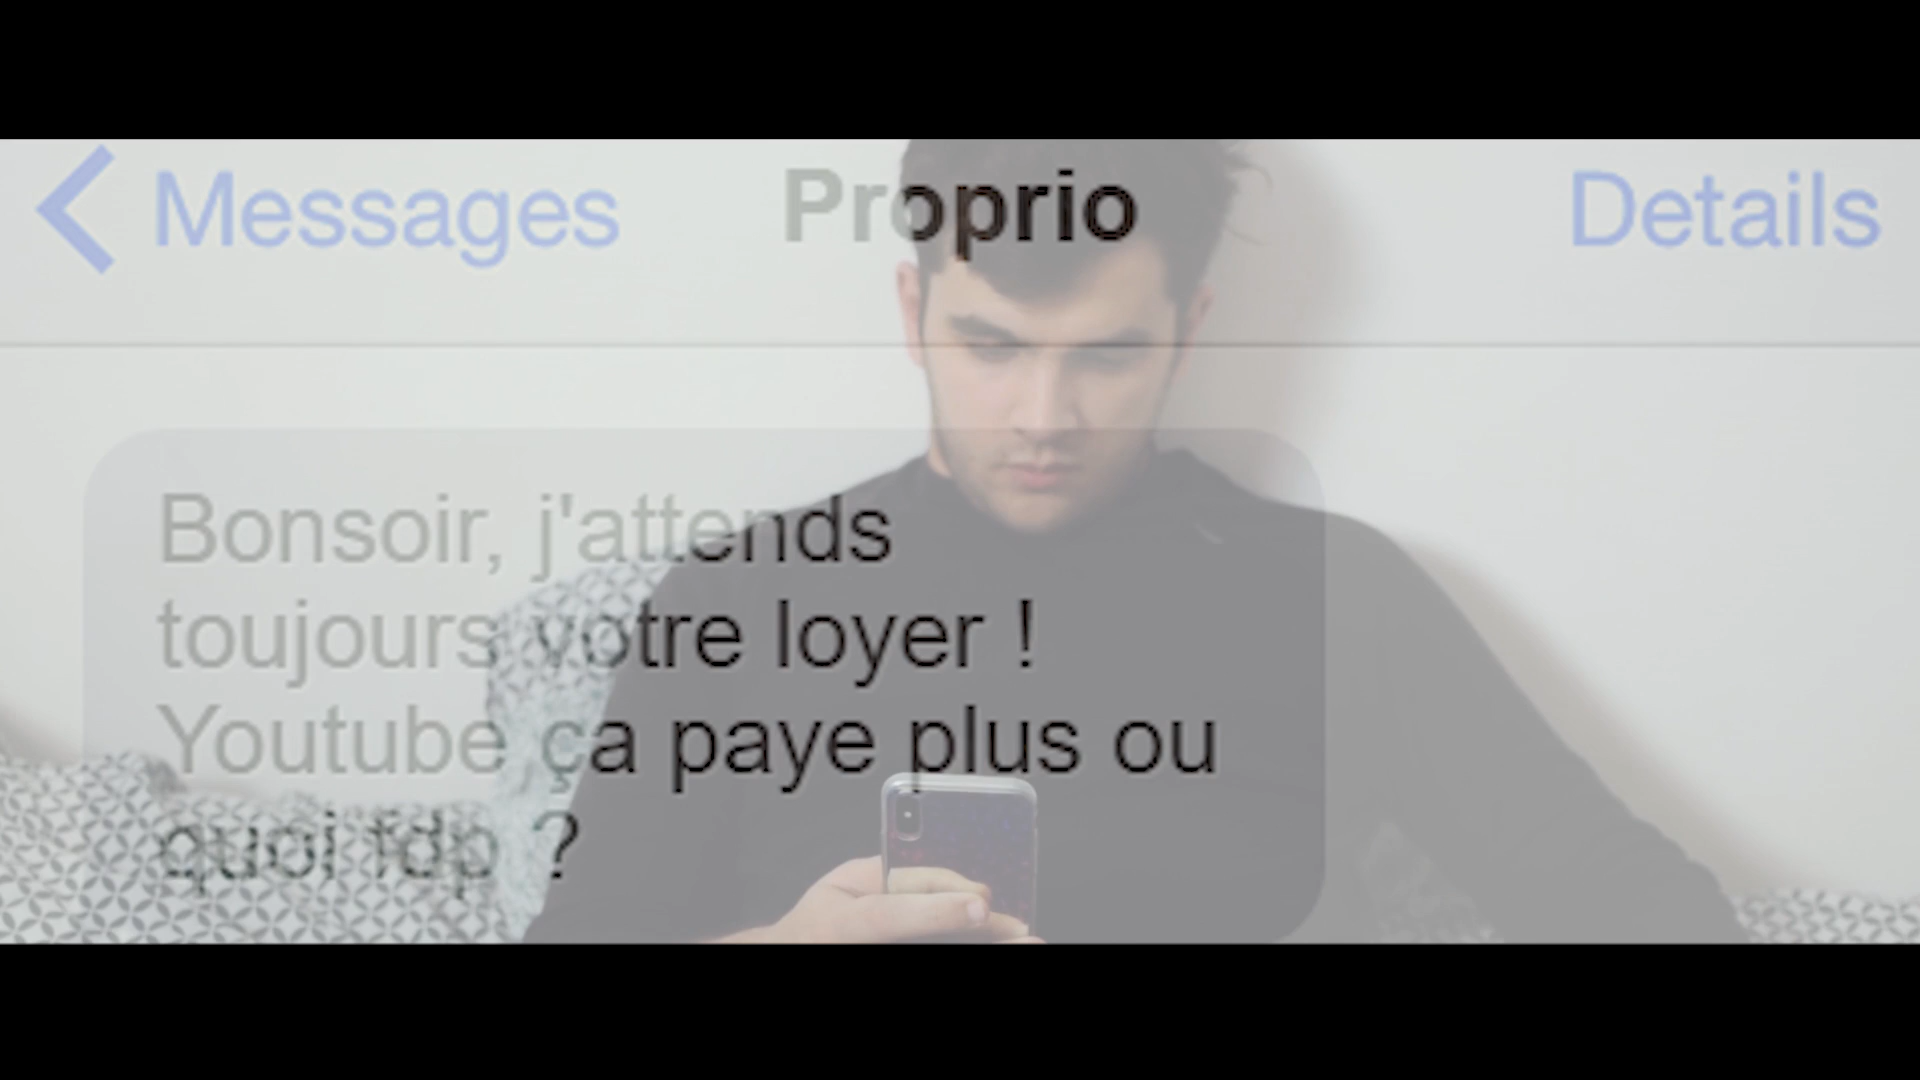 Messages Proprio Details
Bonsoir, j'attends
toujours votre loyer !
Youtube ça paye plus ou
quoi fdp ?